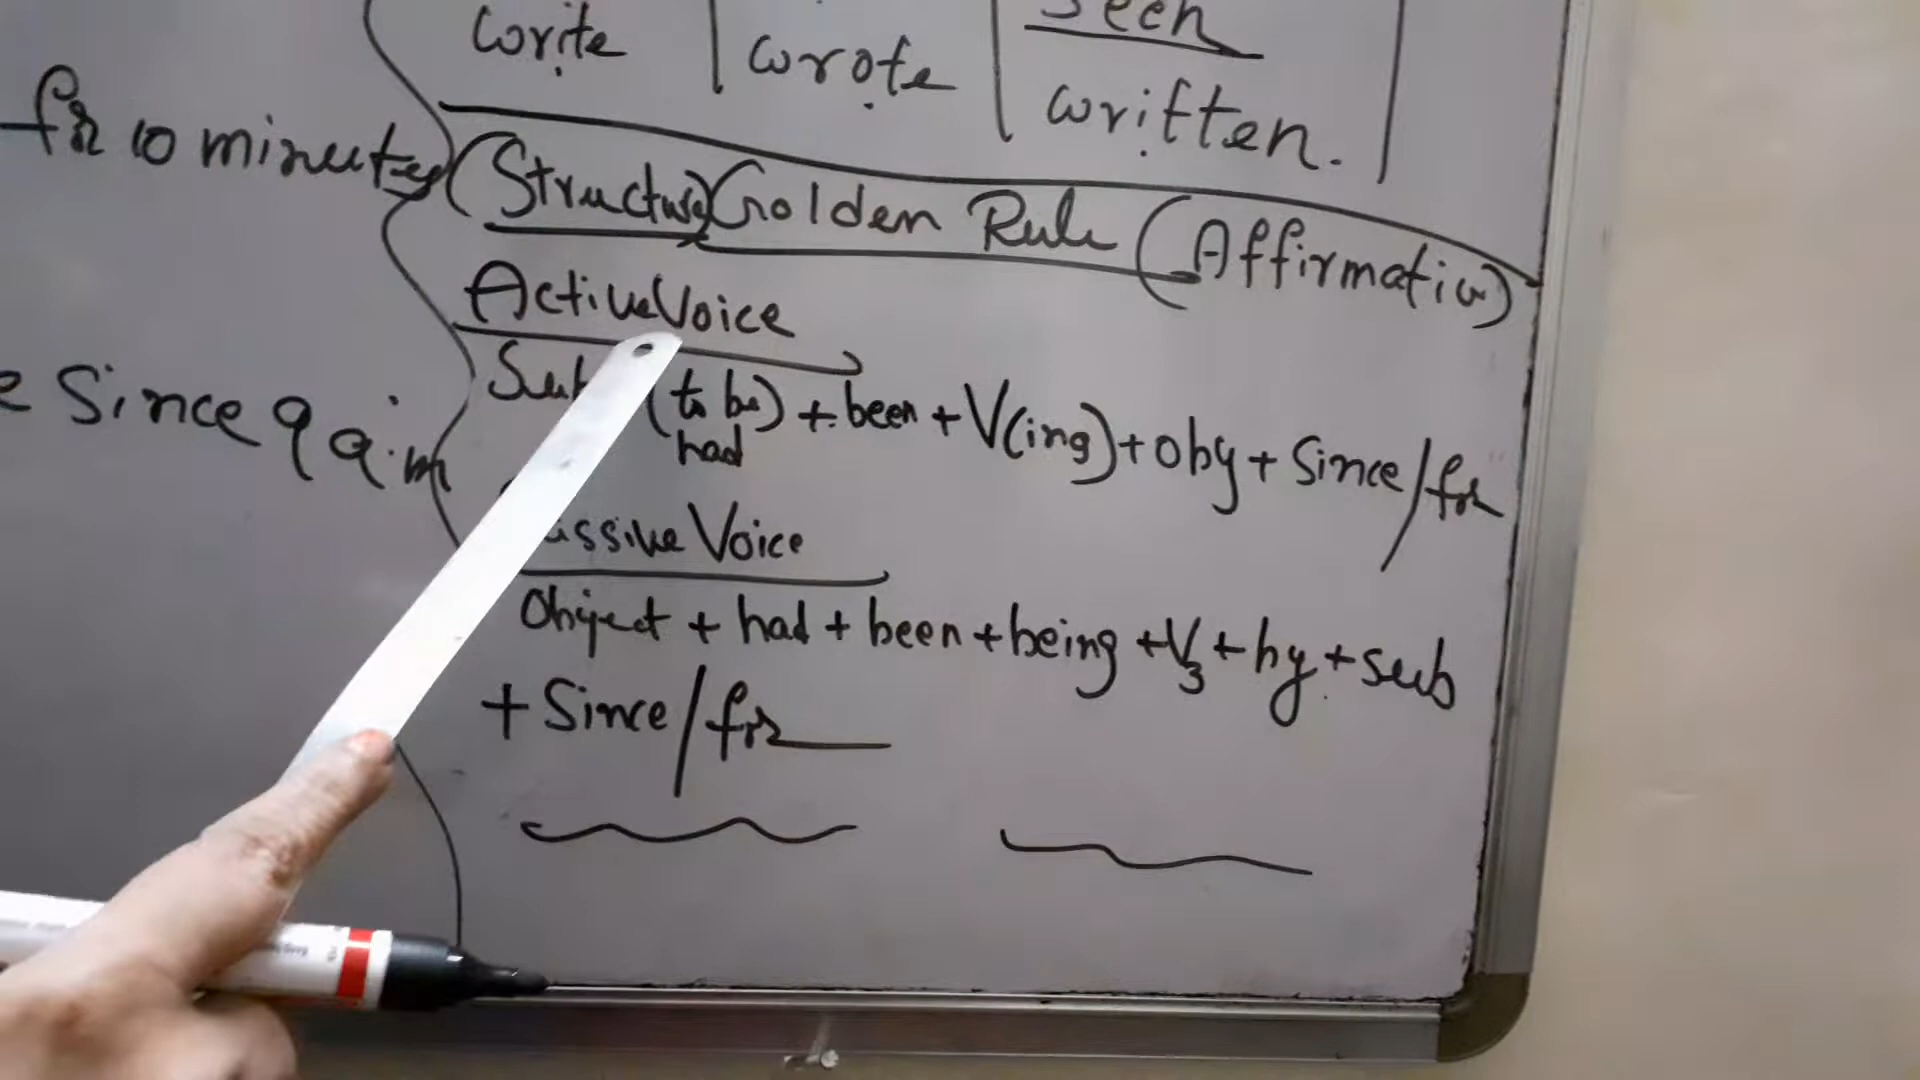 seen
write wrote written.
for 10 minutes
(Structure) Golden Rule (Affirmative)
Active Voice
Sub (to be) + been + V(ing) + obj + Since/for
had
e Since 9 a.m
Passive Voice
Object + had + been + being + V3 + by + sub
+ Since/for